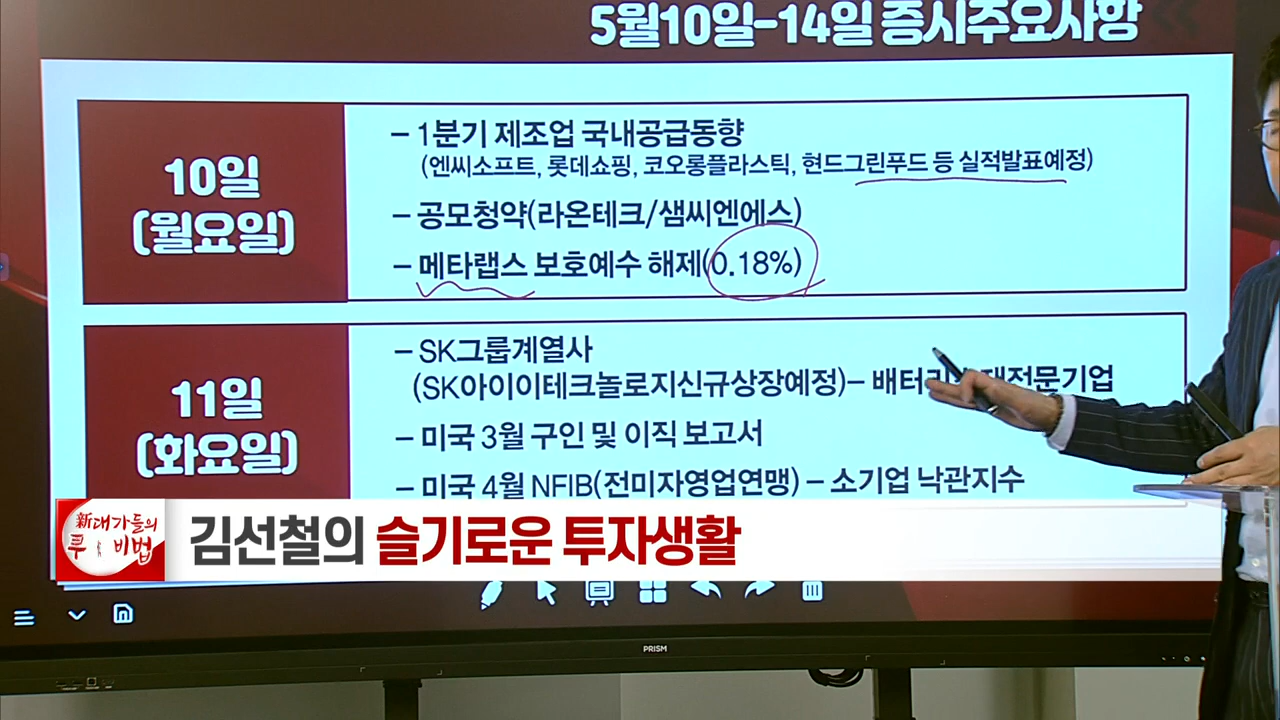 5월10일-14일 증시주요사항
10일
(월요일)
- 1분기 제조업 국내공급동향
(엔씨소프트, 롯데쇼핑, 코오롱플라스틱, 현드그린푸드 등 실적발표예정)
- 공모청약(라온테크/샘씨엔에스)
- 메타랩스 보호예수 해제(0.18%)
11일
(화요일)
- SK그룹계열사
(SK아이이테크놀로지신규상장예정)- 배터리 재전문기업
- 미국 3월 구인 및 이직 보고서
- 미국 4월 NFIB(전미자영업연맹) - 소기업 낙관지수
新대가들의
투 비법
김선철의 슬기로운 투자생활
PRISM